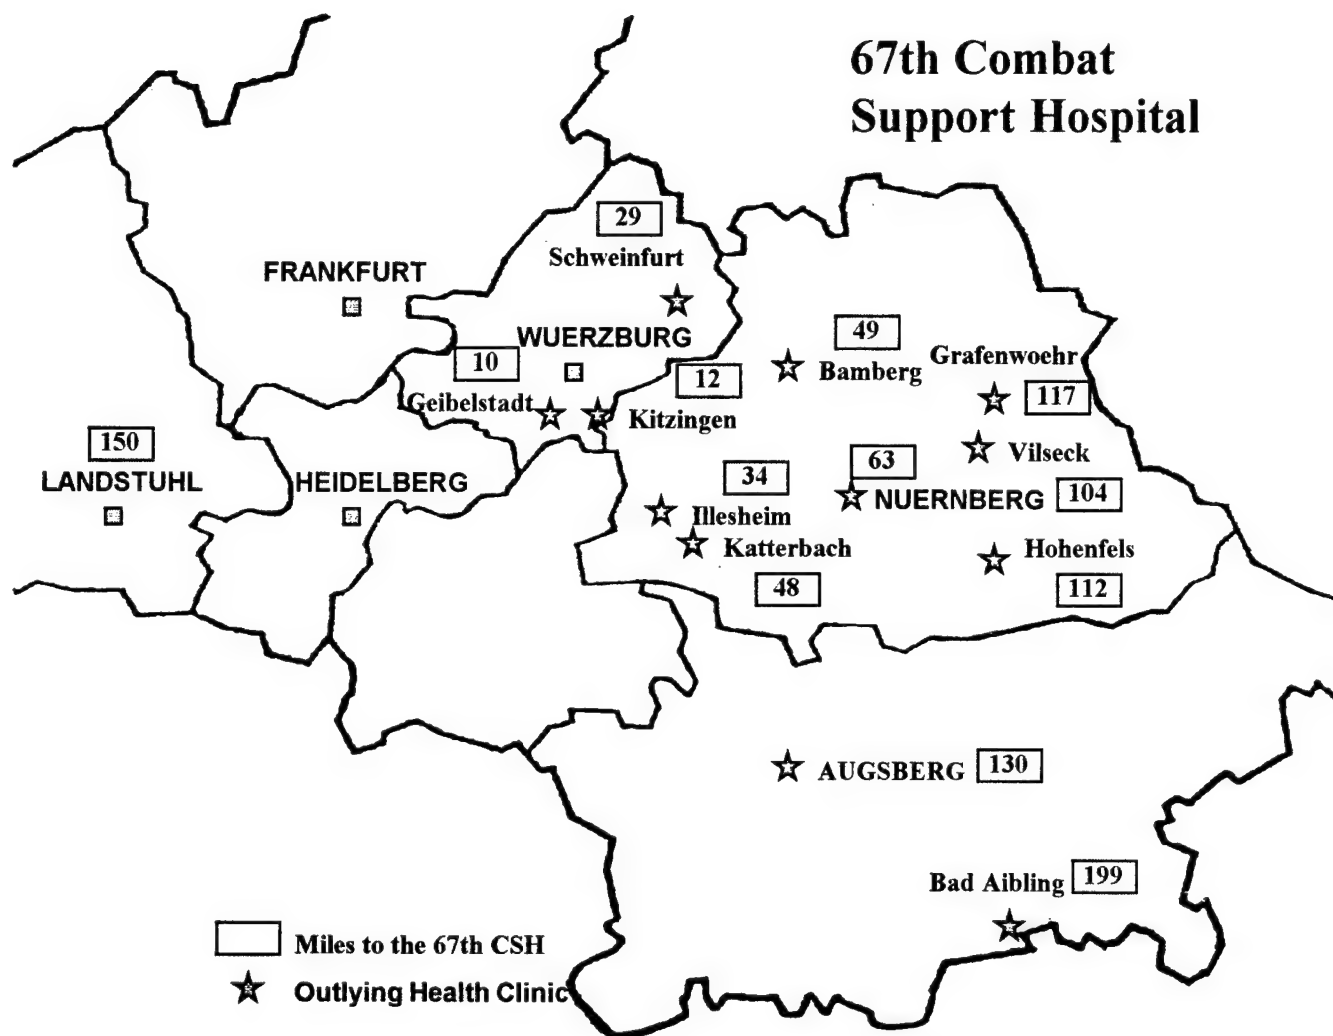 67th Combat
Support Hospital
29
Schweinfurt
FRANKFURT
WUERZBURG
10
Geibelstadt
12
Kitzingen
49
Bamberg
Grafenwoehr
117
Vilseck
150
LANDSTUHL
HEIDELBERG
34
Illesheim
63
NUERNBERG
104
Katterbach
48
Hohenfels
112
AUGSBERG
130
Bad Aibling
199
Miles to the 67th CSH
Outlying Health Clinic